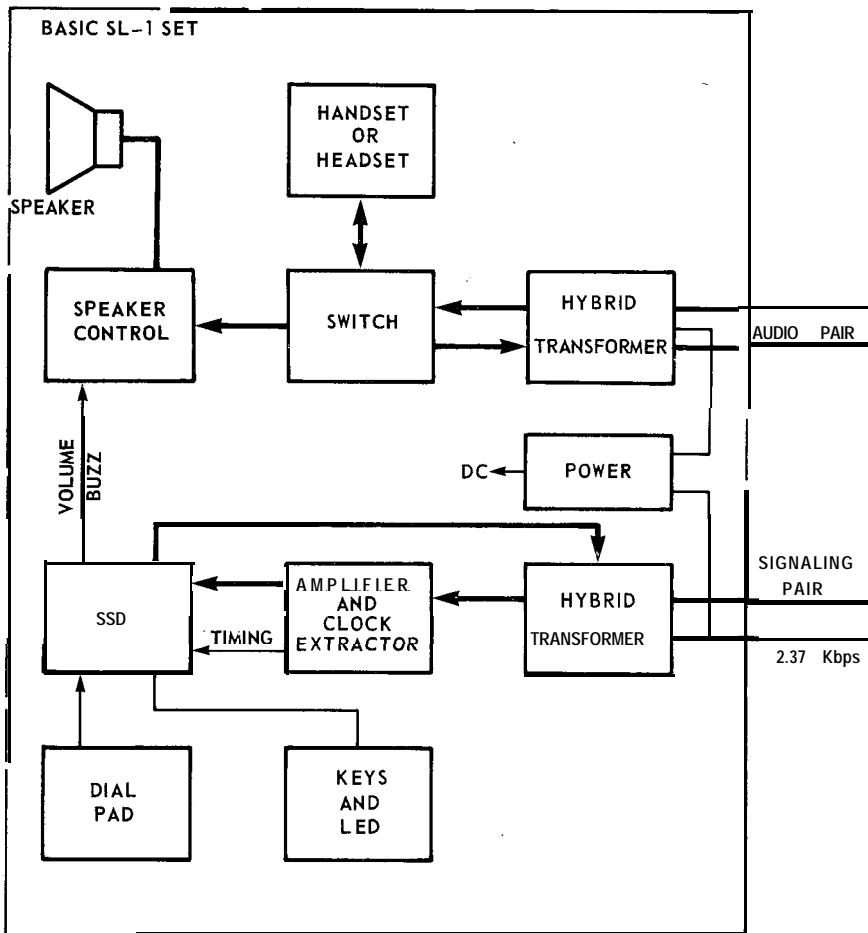 BASIC SL-1 SET
HANDSET
OR
HEADSET
SPEAKER
SPEAKER
CONTROL
SWITCH
HYBRID
TRANSFORMER
AUDIO PAIR
VOLUME
BUZZ
DC
POWER
SSD
AMPLIFIER
AND
CLOCK
EXTRACTOR
TIMING
HYBRID
TRANSFORMER
SIGNALING
PAIR
2.37 Kbps
DIAL
PAD
KEYS
AND
LED